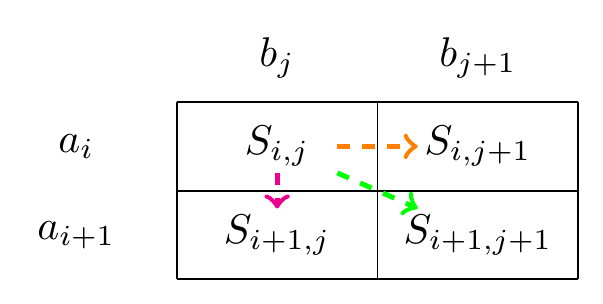 b_j b_{j+1}
a_i S_{i,j} S_{i,j+1}
a_{i+1} S_{i+1,j} S_{i+1,j+1}